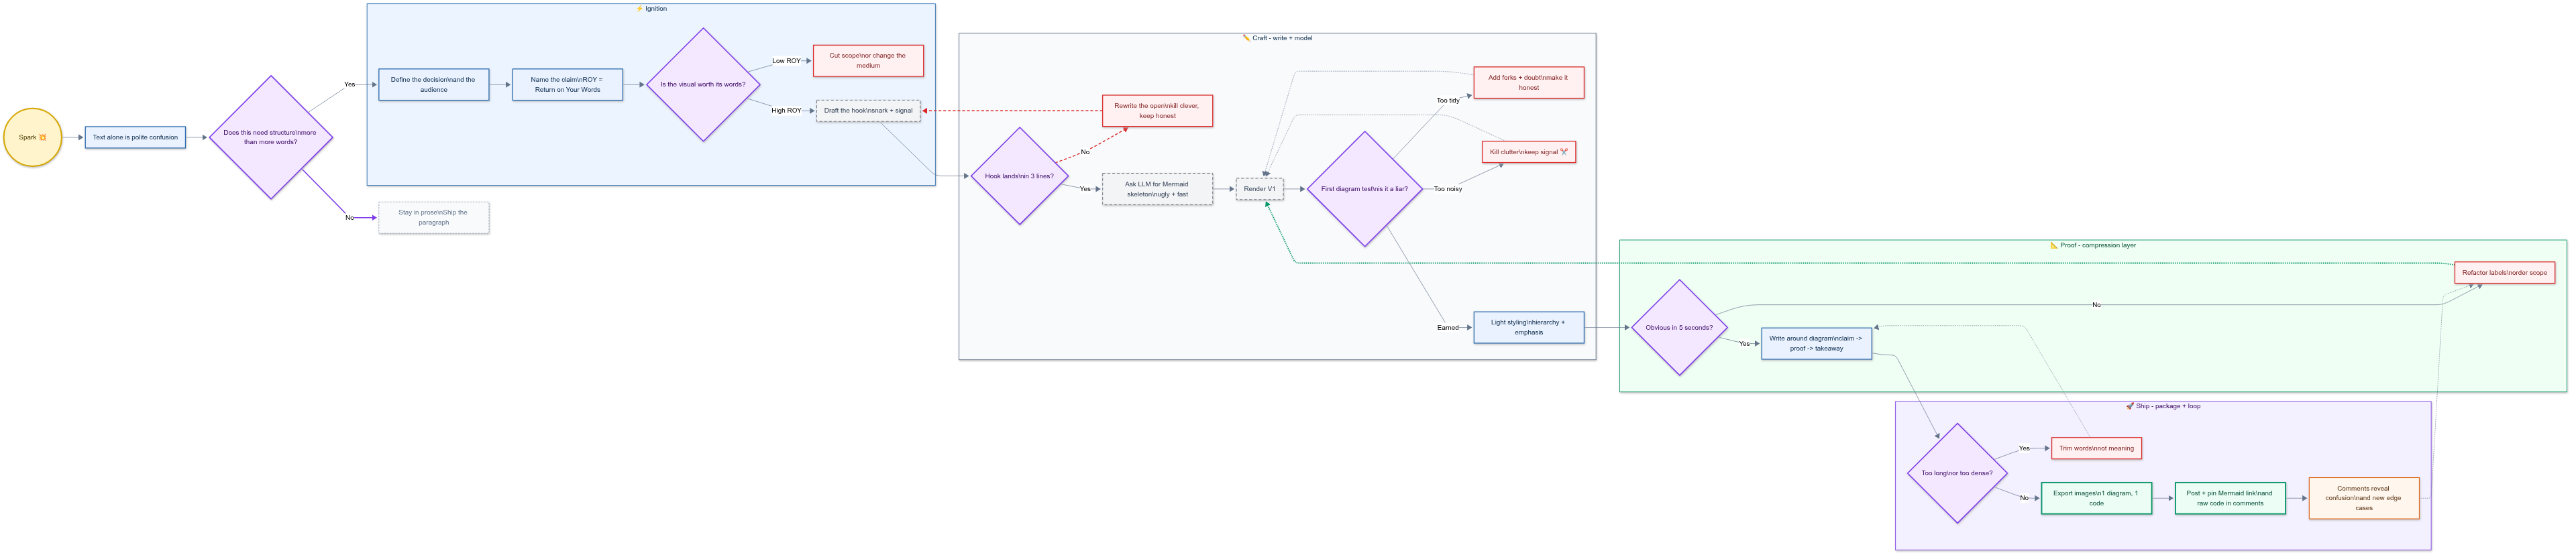 ⚡ Ignition
Spark 💥
Text alone is polite confusion
Does this need structure\nmore
than more words?
Yes
No
Stay in prose\nShip the
paragraph
Define the decision\nand the
audience
Name the claim\nROY =
Return on Your Words
Is the visual worth its words?
Low ROY
Cut scope\nor change the
medium
High ROY
Draft the hook\nsnark + signal
✏️ Craft - write + model
Hook lands\nin 3 lines?
No
Rewrite the open\nkill clever,
keep honest
Yes
Ask LLM for Mermaid
skeleton\nugly + fast
Render V1
First diagram test\nis it a liar?
Too tidy
Add forks + doubt\nmake it
honest
Too noisy
Kill clutter\nkeep signal ✂️
Earned
Light styling\nhierarchy +
emphasis
📐 Proof - compression layer
Obvious in 5 seconds?
No
Refactor labels\norder scope
Yes
Write around diagram\nclaim ->
proof -> takeaway
🚀 Ship - package + loop
Too long\nor too dense?
Yes
Trim words\nnot meaning
No
Export images\n1 diagram, 1
code
Post + pin Mermaid link\nand
raw code in comments
Comments reveal
confusion\nand new edge
cases